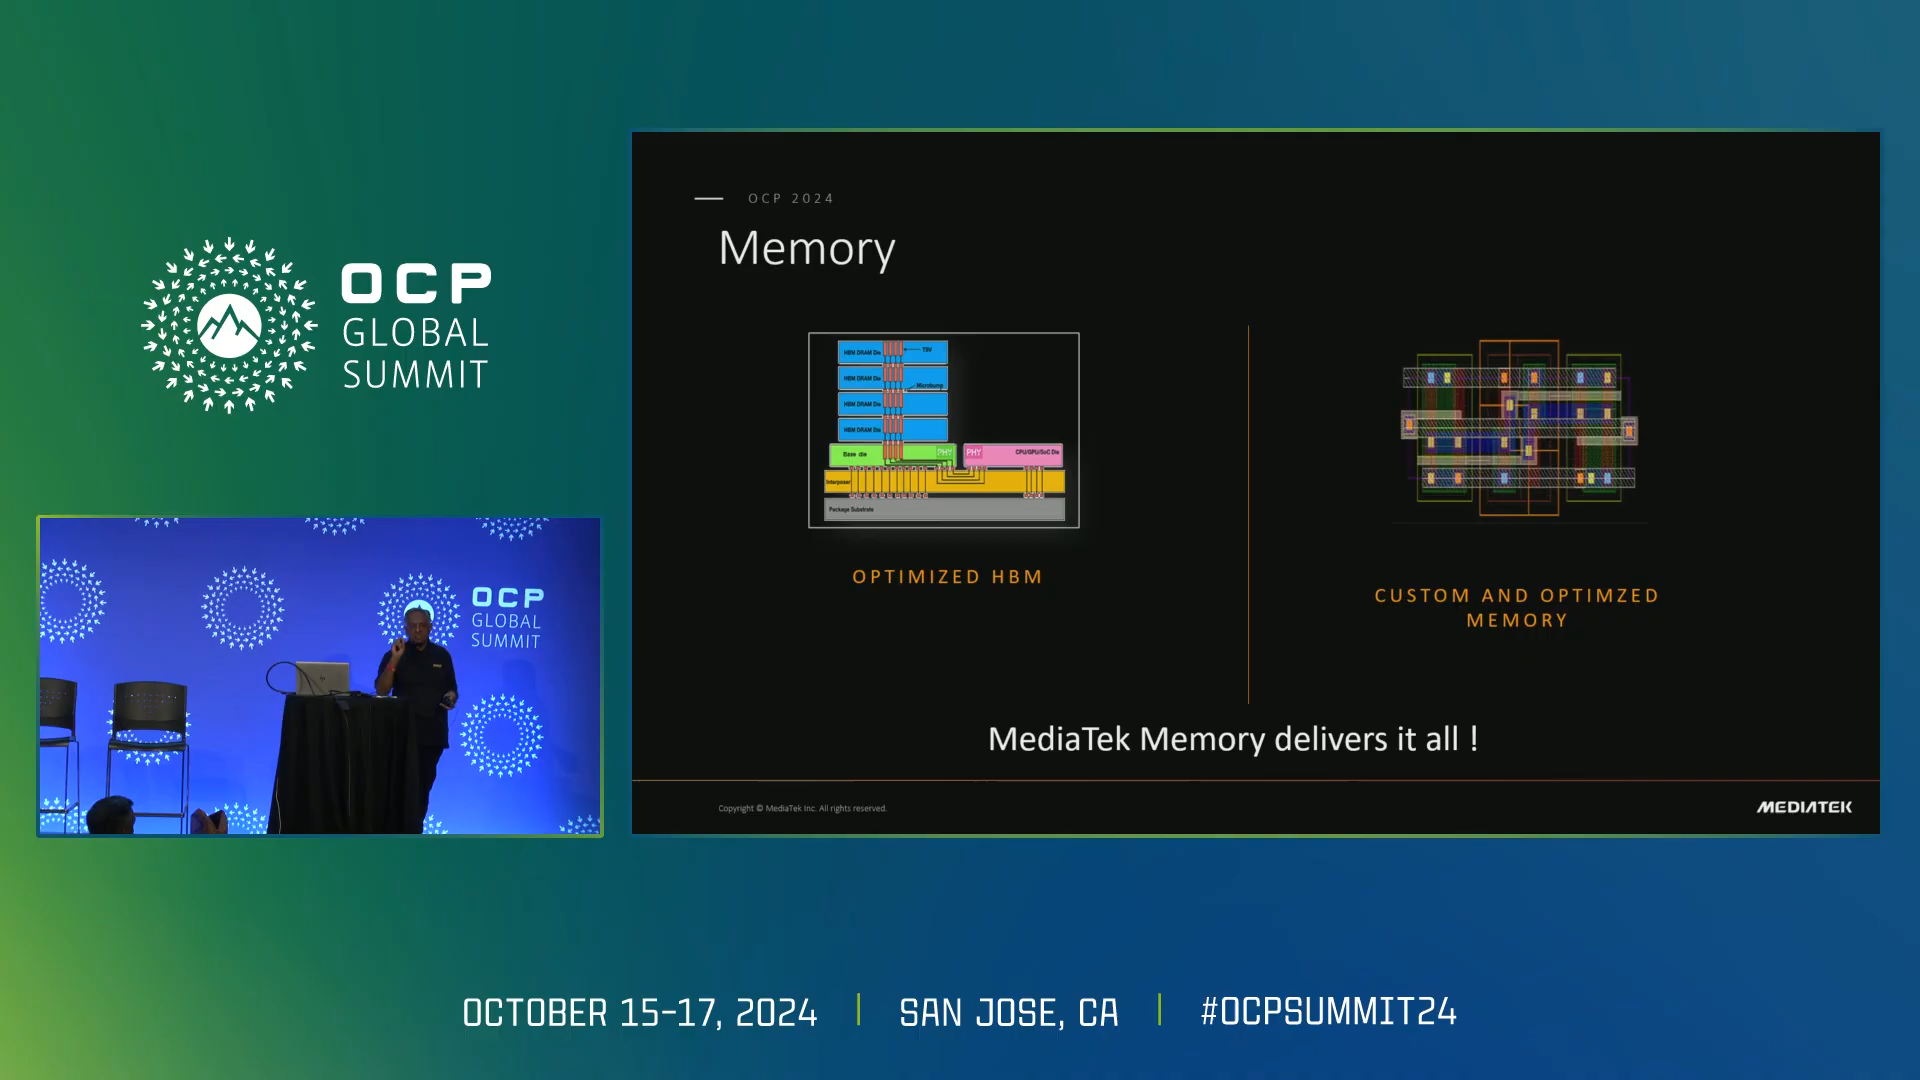 OCP
GLOBAL
SUMMIT
OCP
GLOBAL
SUMMIT
OCP 2024
Memory
HBM DRAM Die
TSV
HBM DRAM Die
Microbump
HBM DRAM Die
HBM DRAM Die
Base die
PHY
PHY
CPU/GPU/SoC Die
Interposer
Package Substrate
OPTIMIZED HBM
CUSTOM AND OPTIMZED
MEMORY
MediaTek Memory delivers it all !
Copyright © MediaTek Inc. All rights reserved.
MEDIATEK
OCTOBER 15-17, 2024
SAN JOSE, CA
#OCPSUMMIT24